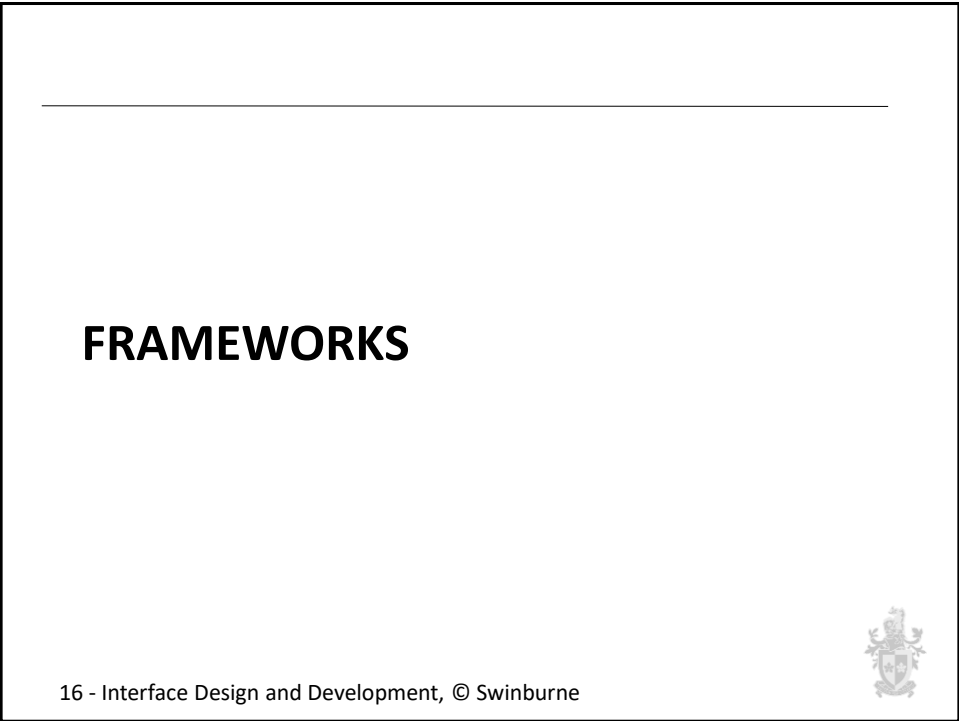 FRAMEWORKS
16 - Interface Design and Development, © Swinburne